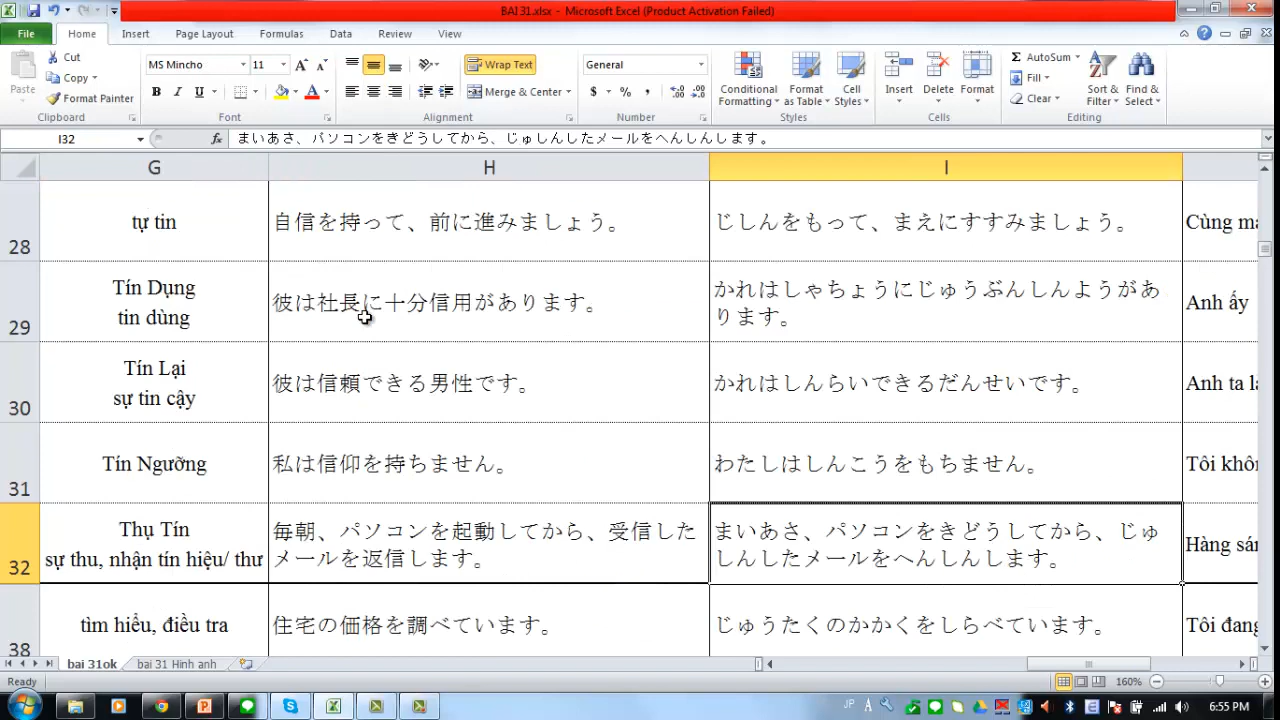 BAI 31.xlsx - Microsoft Excel (Product Activation Failed)
File Home Insert Page Layout Formulas Data Review View
Cut
Copy
Format Painter
Paste
Clipboard
MS Mincho 11
B I U
Font
Wrap Text
Merge & Center
Alignment
General
$ % ,
Number
Conditional Formatting
Format as Table
Cell Styles
Styles
Insert
Delete
Format
Cells
AutoSum
Fill
Clear
Sort & Filter
Find & Select
Editing
I32
fx
まいあさ、パソコンをきどうしてから、じゅしんしたメールをへんしんします。
G H I
28
tự tin
自信を持って、前に進みましょう。
じしんをもって、まえにすすみましょう。
29
Tín Dụng
tin dùng
彼は社長に十分信用があります。
かれはしゃちょうにじゅうぶんしんようがあ
ります。
Anh ấy
30
Tín Lại
sự tin cậy
彼は信頼できる男性です。
かれはしんらいできるだんせいです。
31
Tín Ngưỡng
私は信仰を持ちません。
わたしはしんこうをもちません。
32
Thụ Tín
sự thu, nhận tín hiệu/ thư
毎朝、パソコンを起動してから、受信した
メールを返信します。
まいあさ、パソコンをきどうしてから、じゅ
しんしたメールをへんしんします。
38
tìm hiểu, điều tra
住宅の価格を調べています。
じゅうたくのかかくをしらべています。
Tôi đang
bai 31ok bai 31 Hinh anh
Ready
160%
JP
6:55 PM